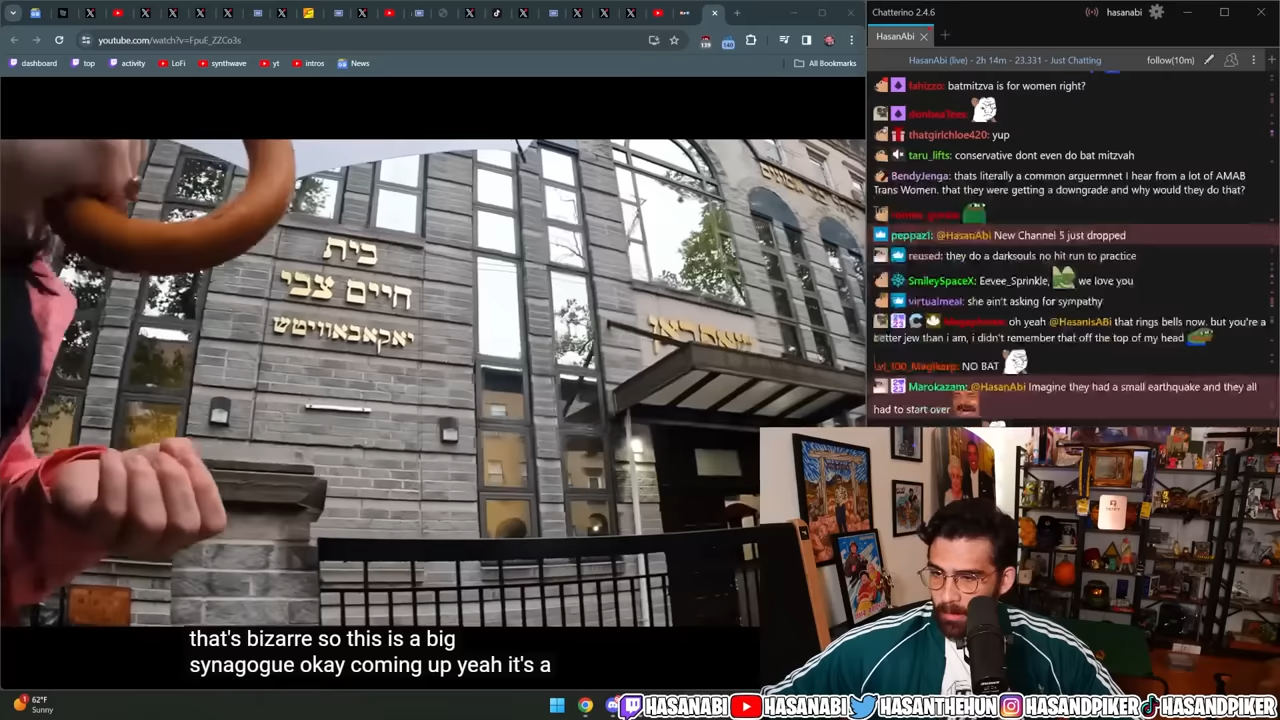 youtube.com/watch?v=FpuE_ZZCo3s
139
140
dashboard
top
activity
LoFi
synthwave
yt
intros
News
All Bookmarks
בית
חיים צבי
יאקאבאוויטש
that's bizarre so this is a big
synagogue okay coming up yeah it's a
Chatterino 2.4.6
hasanabi
HasanAbi
HasanAbi (live) - 2h 14m - 23.331 - Just Chatting
follow(10m)
fahizzo: batmitzva is for women right?
thatgirlchloe420: yup
taru_lifts: conservative dont even do bat mitzvah
BendyJenga: thats literally a common arguermnet I hear from a lot of AMAB
Trans Women. that they were getting a downgrade and why would they do that?
peppaz1: @HasanAbi New Channel 5 just dropped
reused: they do a darksouls no hit run to practice
SmileySpaceX: Eevee_Sprinkle, we love you
virtualmeal: she ain't asking for sympathy
oh yeah @HasanIsABi that rings bells now. but you're a
better jew than i am, i didn't remember that off the top of my head
Lvl_100_Magikarp: NO BAT
Marokazam: @HasanAbi Imagine they had a small earthquake and they all
had to start over
62°F
Sunny
HASANABI
HASANABI
HASANTHEHUN
HASANDPIKER
HASANDPIKER